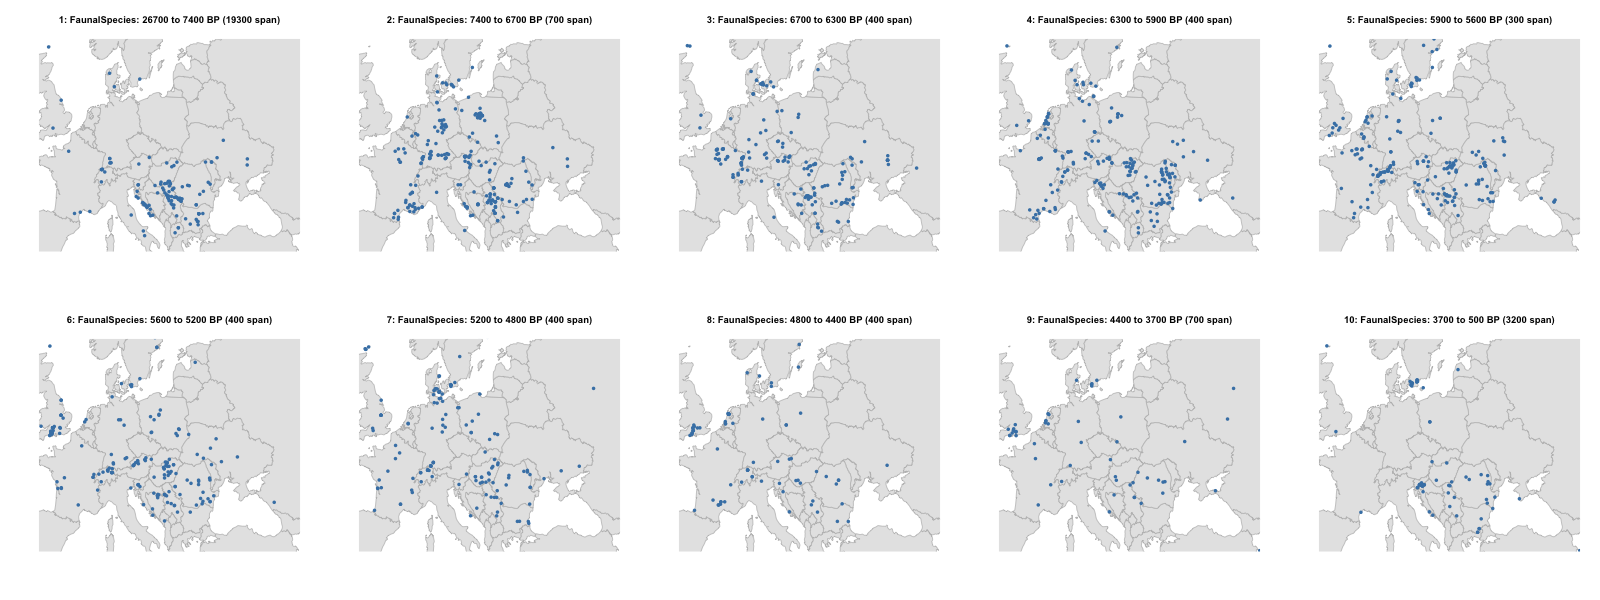 1: FaunalSpecies: 26700 to 7400 BP (19300 span)
2: FaunalSpecies: 7400 to 6700 BP (700 span)
3: FaunalSpecies: 6700 to 6300 BP (400 span)
4: FaunalSpecies: 6300 to 5900 BP (400 span)
5: FaunalSpecies: 5900 to 5600 BP (300 span)
6: FaunalSpecies: 5600 to 5200 BP (400 span)
7: FaunalSpecies: 5200 to 4800 BP (400 span)
8: FaunalSpecies: 4800 to 4400 BP (400 span)
9: FaunalSpecies: 4400 to 3700 BP (700 span)
10: FaunalSpecies: 3700 to 500 BP (3200 span)